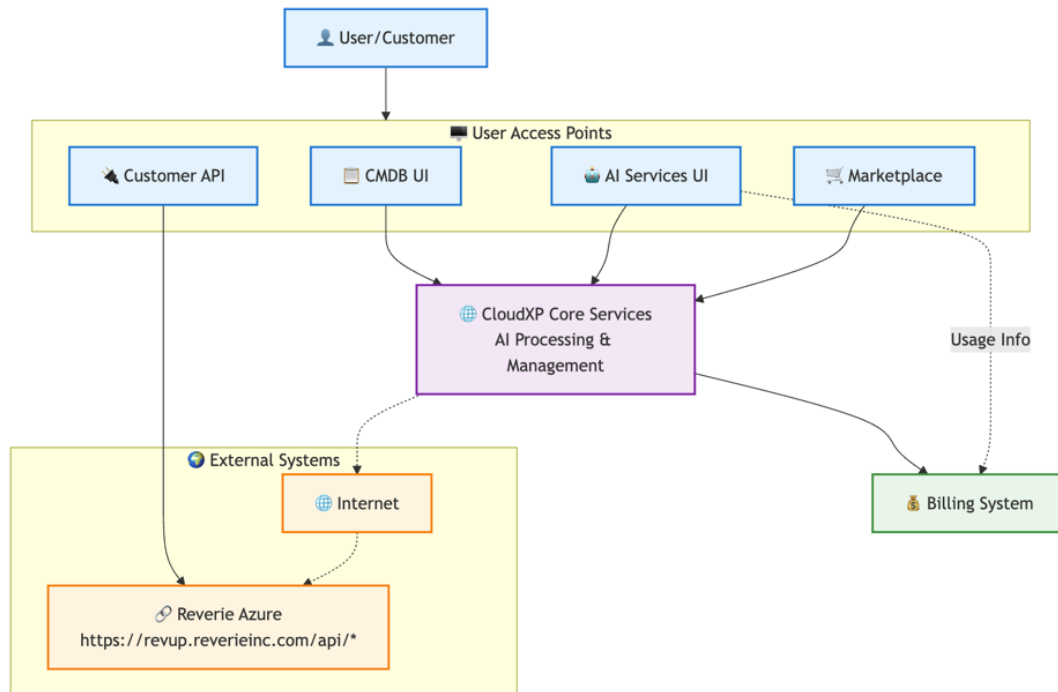 👤 User/Customer
🖥️ User Access Points
🔌 Customer API
📋 CMDB UI
🤖 AI Services UI
🛒 Marketplace
🌐 CloudXP Core Services
AI Processing &
Management
Usage Info
🌍 External Systems
🌐 Internet
💰 Billing System
🔗 Reverie Azure
https://revup.reverieinc.com/api/*